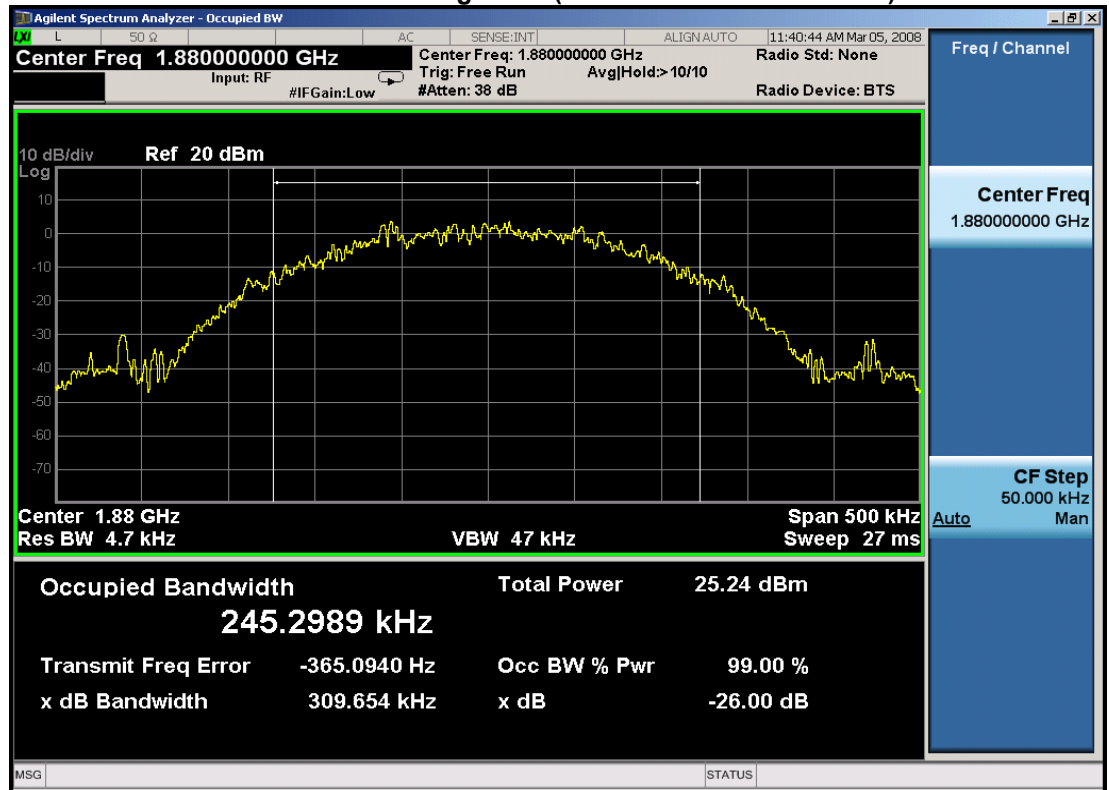 Agilent Spectrum Analyzer - Occupied BW
LXI L 50 Ω AC SENSE:INT ALIGN AUTO 11:40:44 AM Mar 05, 2008
Center Freq 1.880000000 GHz
Input: RF
#IFGain:Low
Center Freq: 1.880000000 GHz
Trig: Free Run Avg|Hold:>10/10
#Atten: 38 dB
Radio Std: None
Radio Device: BTS
10 dB/div Ref 20 dBm
Log
10
0
-10
-20
-30
-40
-50
-60
-70
Center 1.88 GHz Span 500 kHz
Res BW 4.7 kHz VBW 47 kHz Sweep 27 ms
Occupied Bandwidth Total Power 25.24 dBm
245.2989 kHz
Transmit Freq Error -365.0940 Hz Occ BW % Pwr 99.00 %
x dB Bandwidth 309.654 kHz x dB -26.00 dB
MSG STATUS
Freq / Channel
Center Freq
1.880000000 GHz
CF Step
50.000 kHz
Auto Man